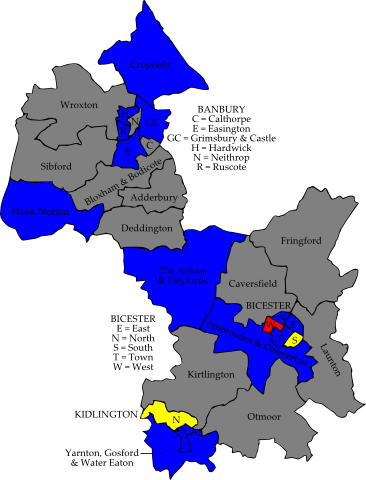 Cropredy
Wroxton
N
GC
E
C
BANBURY
C = Calthorpe
E = Easington
GC = Grimsbury & Castle
H = Hardwick
N = Neithrop
R = Ruscote
Sibford
Bloxham & Bodicote
Adderbury
Hook Norton
Deddington
Fringford
The Astons
& Heyfords
Caversfield
BICESTER
W
S
Ambrosden & Chesterton
Launton
BICESTER
E = East
N = North
S = South
T = Town
W = West
Kirtlington
KIDLINGTON
N
Otmoor
Yarnton, Gosford
& Water Eaton